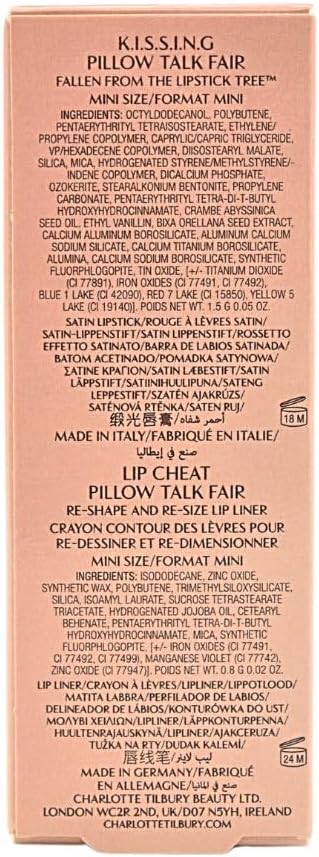 K.I.S.S.I.N.G
PILLOW TALK FAIR
FALLEN FROM THE LIPSTICK TREE™
MINI SIZE/FORMAT MINI
INGREDIENTS: OCTYLDODECANOL, POLYBUTENE,
PENTAERYTHRITYL TETRAISOSTEARATE, ETHYLENE/
PROPYLENE COPOLYMER, CAPRYLIC/CAPRIC TRIGLYCERIDE,
VP/HEXADECENE COPOLYMER, DIISOSTEARYL MALATE,
SILICA, MICA, HYDROGENATED STYRENE/METHYLSTYRENE/-
INDENE COPOLYMER, DICALCIUM PHOSPHATE,
OZOKERITE, STEARALKONIUM BENTONITE, PROPYLENE
CARBONATE, PENTAERYTHRITYL TETRA-DI-T-BUTYL
HYDROXYHYDROCINNAMATE, CRAMBE ABYSSINICA
SEED OIL, ETHYL VANILLIN, BIXA ORELLANA SEED EXTRACT,
CALCIUM ALUMINUM BOROSILICATE, ALUMINUM CALCIUM
SODIUM SILICATE, CALCIUM TITANIUM BOROSILICATE,
ALUMINA, CALCIUM SODIUM BOROSILICATE, SYNTHETIC
FLUORPHLOGOPITE, TIN OXIDE, [+/- TITANIUM DIOXIDE
(CI 77891), IRON OXIDES (CI 77491, CI 77492),
BLUE 1 LAKE (CI 42090), RED 7 LAKE (CI 15850), YELLOW 5
LAKE (CI 19140)]. POIDS NET WT. 1.5 G 0.05 OZ.
SATIN LIPSTICK/ROUGE À LÈVRES SATIN/
SATIN-LIPPENSTIFT/SATIN LIPPENSTIFT/ROSSETTO
EFFETTO SATINATO/BARRA DE LABIOS SATINADA/
BATOM ACETINADO/POMADKA SATYNOWA/
ΣΑΤΙΝΕ ΚΡΑΓΙΟΝ/SATIN LÆBESTIFT/SATIN
LÄPPSTIFT/SATIINIHUULIPUNA/SATENG
LEPPESTIFT/SZATÉN AJAKRÚZS/
SATÉNOVÁ RTĚNKA/SATEN RUJ/
缎光唇膏/أحمر شفاه
18 M
MADE IN ITALY/FABRIQUÉ EN ITALIE/
صنع في إيطاليا
LIP CHEAT
PILLOW TALK FAIR
RE-SHAPE AND RE-SIZE LIP LINER
CRAYON CONTOUR DES LÈVRES POUR
RE-DESSINER ET RE-DIMENSIONNER
MINI SIZE/FORMAT MINI
INGREDIENTS: ISODODECANE, ZINC OXIDE,
SYNTHETIC WAX, POLYBUTENE, TRIMETHYLSILOXYSILICATE,
SILICA, ISOAMYL LAURATE, SUCROSE TETRASTEARATE
TRIACETATE, HYDROGENATED JOJOBA OIL, CETEARYL
BEHENATE, PENTAERYTHRITYL TETRA-DI-T-BUTYL
HYDROXYHYDROCINNAMATE, MICA, SYNTHETIC
FLUORPHLOGOPITE, [+/- IRON OXIDES (CI 77491,
CI 77492, CI 77499), MANGANESE VIOLET (CI 77742),
ZINC OXIDE (CI 77947)]. POIDS NET WT. 0.8 G 0.02 OZ.
LIP LINER/CRAYON À LÈVRES/LIPLINER/LIPPOTLOOD/
MATITA LABBRA/PERFILADOR DE LABIOS/
DELINEADOR DE LÁBIOS/KONTURÓWKA DO UST/
ΜΟΛΥΒΙ ΧΕΙΛΙΩΝ/LIPLINER/LÄPPKONTURPENNA/
HUULTENRAJAUSKYNÄ/LIPLINER/AJAKCERUZA/
TUŽKA NA RTY/DUDAK KALEMİ/
唇线笔/ليب لاينر
24 M
MADE IN GERMANY/FABRIQUÉ
EN ALLEMAGNE/صنع في ألمانيا
CHARLOTTE TILBURY BEAUTY LTD.
LONDON WC2R 2ND, UK/D07 N5YH, IRELAND
CHARLOTTETILBURY.COM